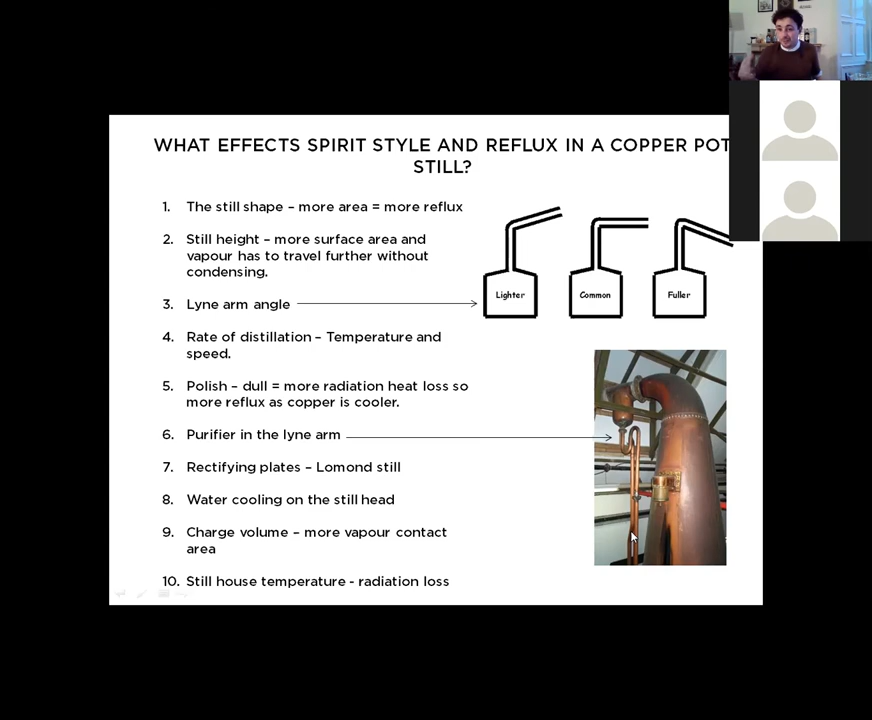 WHAT EFFECTS SPIRIT STYLE AND REFLUX IN A COPPER POT
STILL?
1. The still shape – more area = more reflux
2. Still height – more surface area and
vapour has to travel further without
condensing.
3. Lyne arm angle
4. Rate of distillation – Temperature and
speed.
5. Polish – dull = more radiation heat loss so
more reflux as copper is cooler.
6. Purifier in the lyne arm
7. Rectifying plates – Lomond still
8. Water cooling on the still head
9. Charge volume – more vapour contact
area
10. Still house temperature - radiation loss
Lighter
Common
Fuller